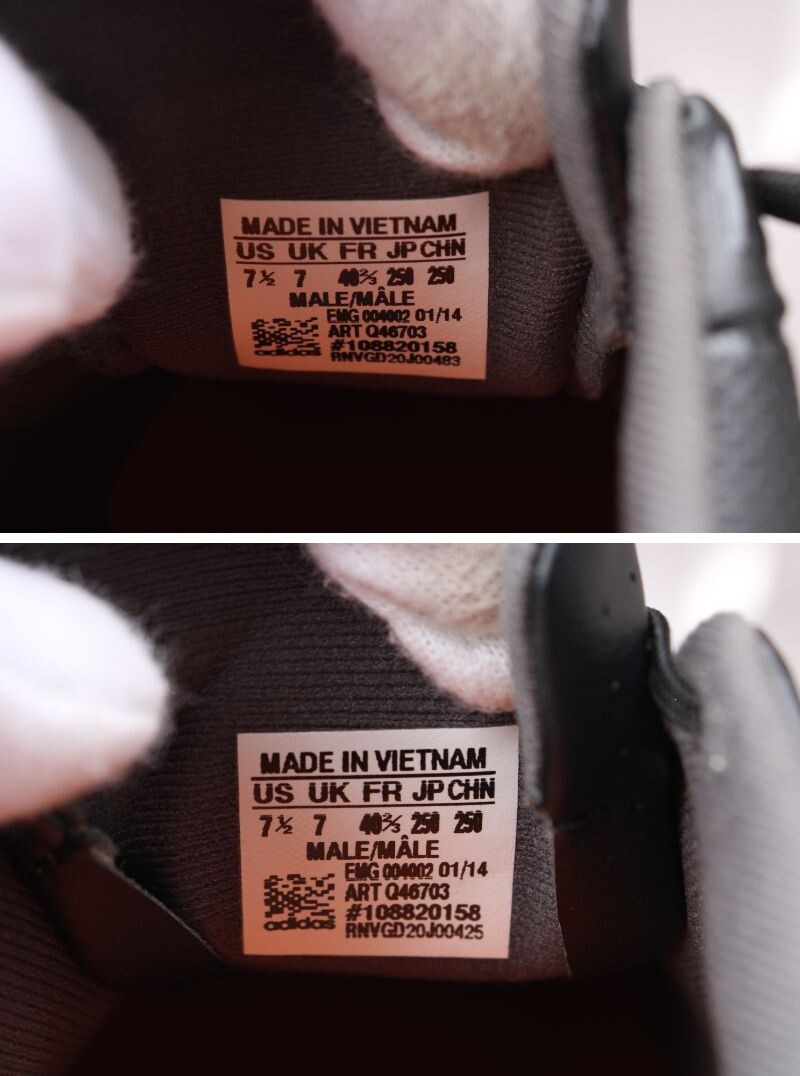 MADE IN VIETNAM
US UK FR JP CHN
7½ 7 40⅔ 250 250
MALE/MÂLE
EMG 004002 01/14
ART Q46703
#108820158
adidas RNVGD20J00483
MADE IN VIETNAM
US UK FR JP CHN
7½ 7 40⅔ 250 250
MALE/MÂLE
EMG 004002 01/14
ART Q46703
#108820158
adidas RNVGD20J00425